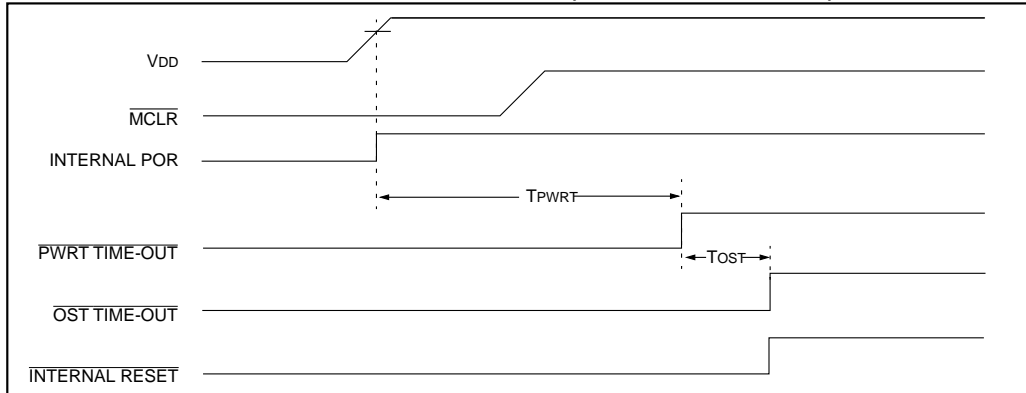 VDD
MCLR
INTERNAL POR
TPWRT
PWRT TIME-OUT
TOST
OST TIME-OUT
INTERNAL RESET